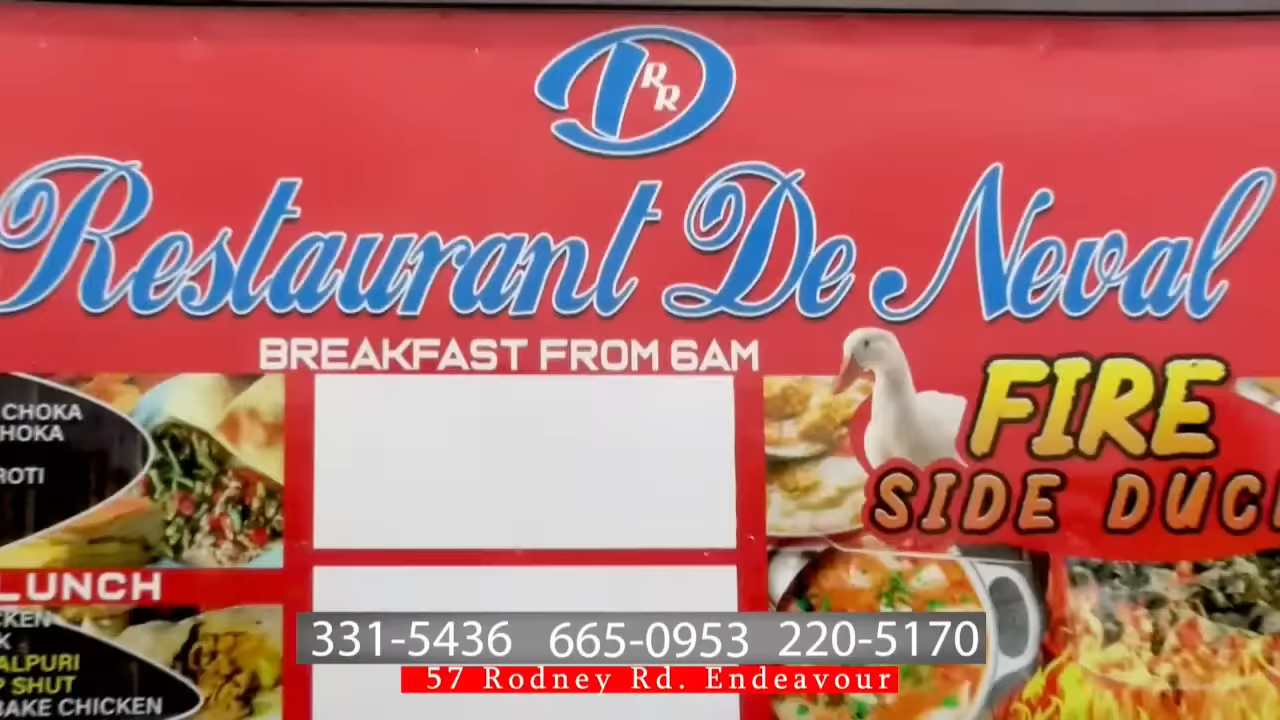 RR
Restaurant De Neval
BREAKFAST FROM 6AM
CHOKA
HOKA
ROTI
FIRE
SIDE DUC
LUNCH
CKEN
K
ALPURI
P SHUT
BAKE CHICKEN
331-5436 665-0953 220-5170
57 Rodney Rd. Endeavour